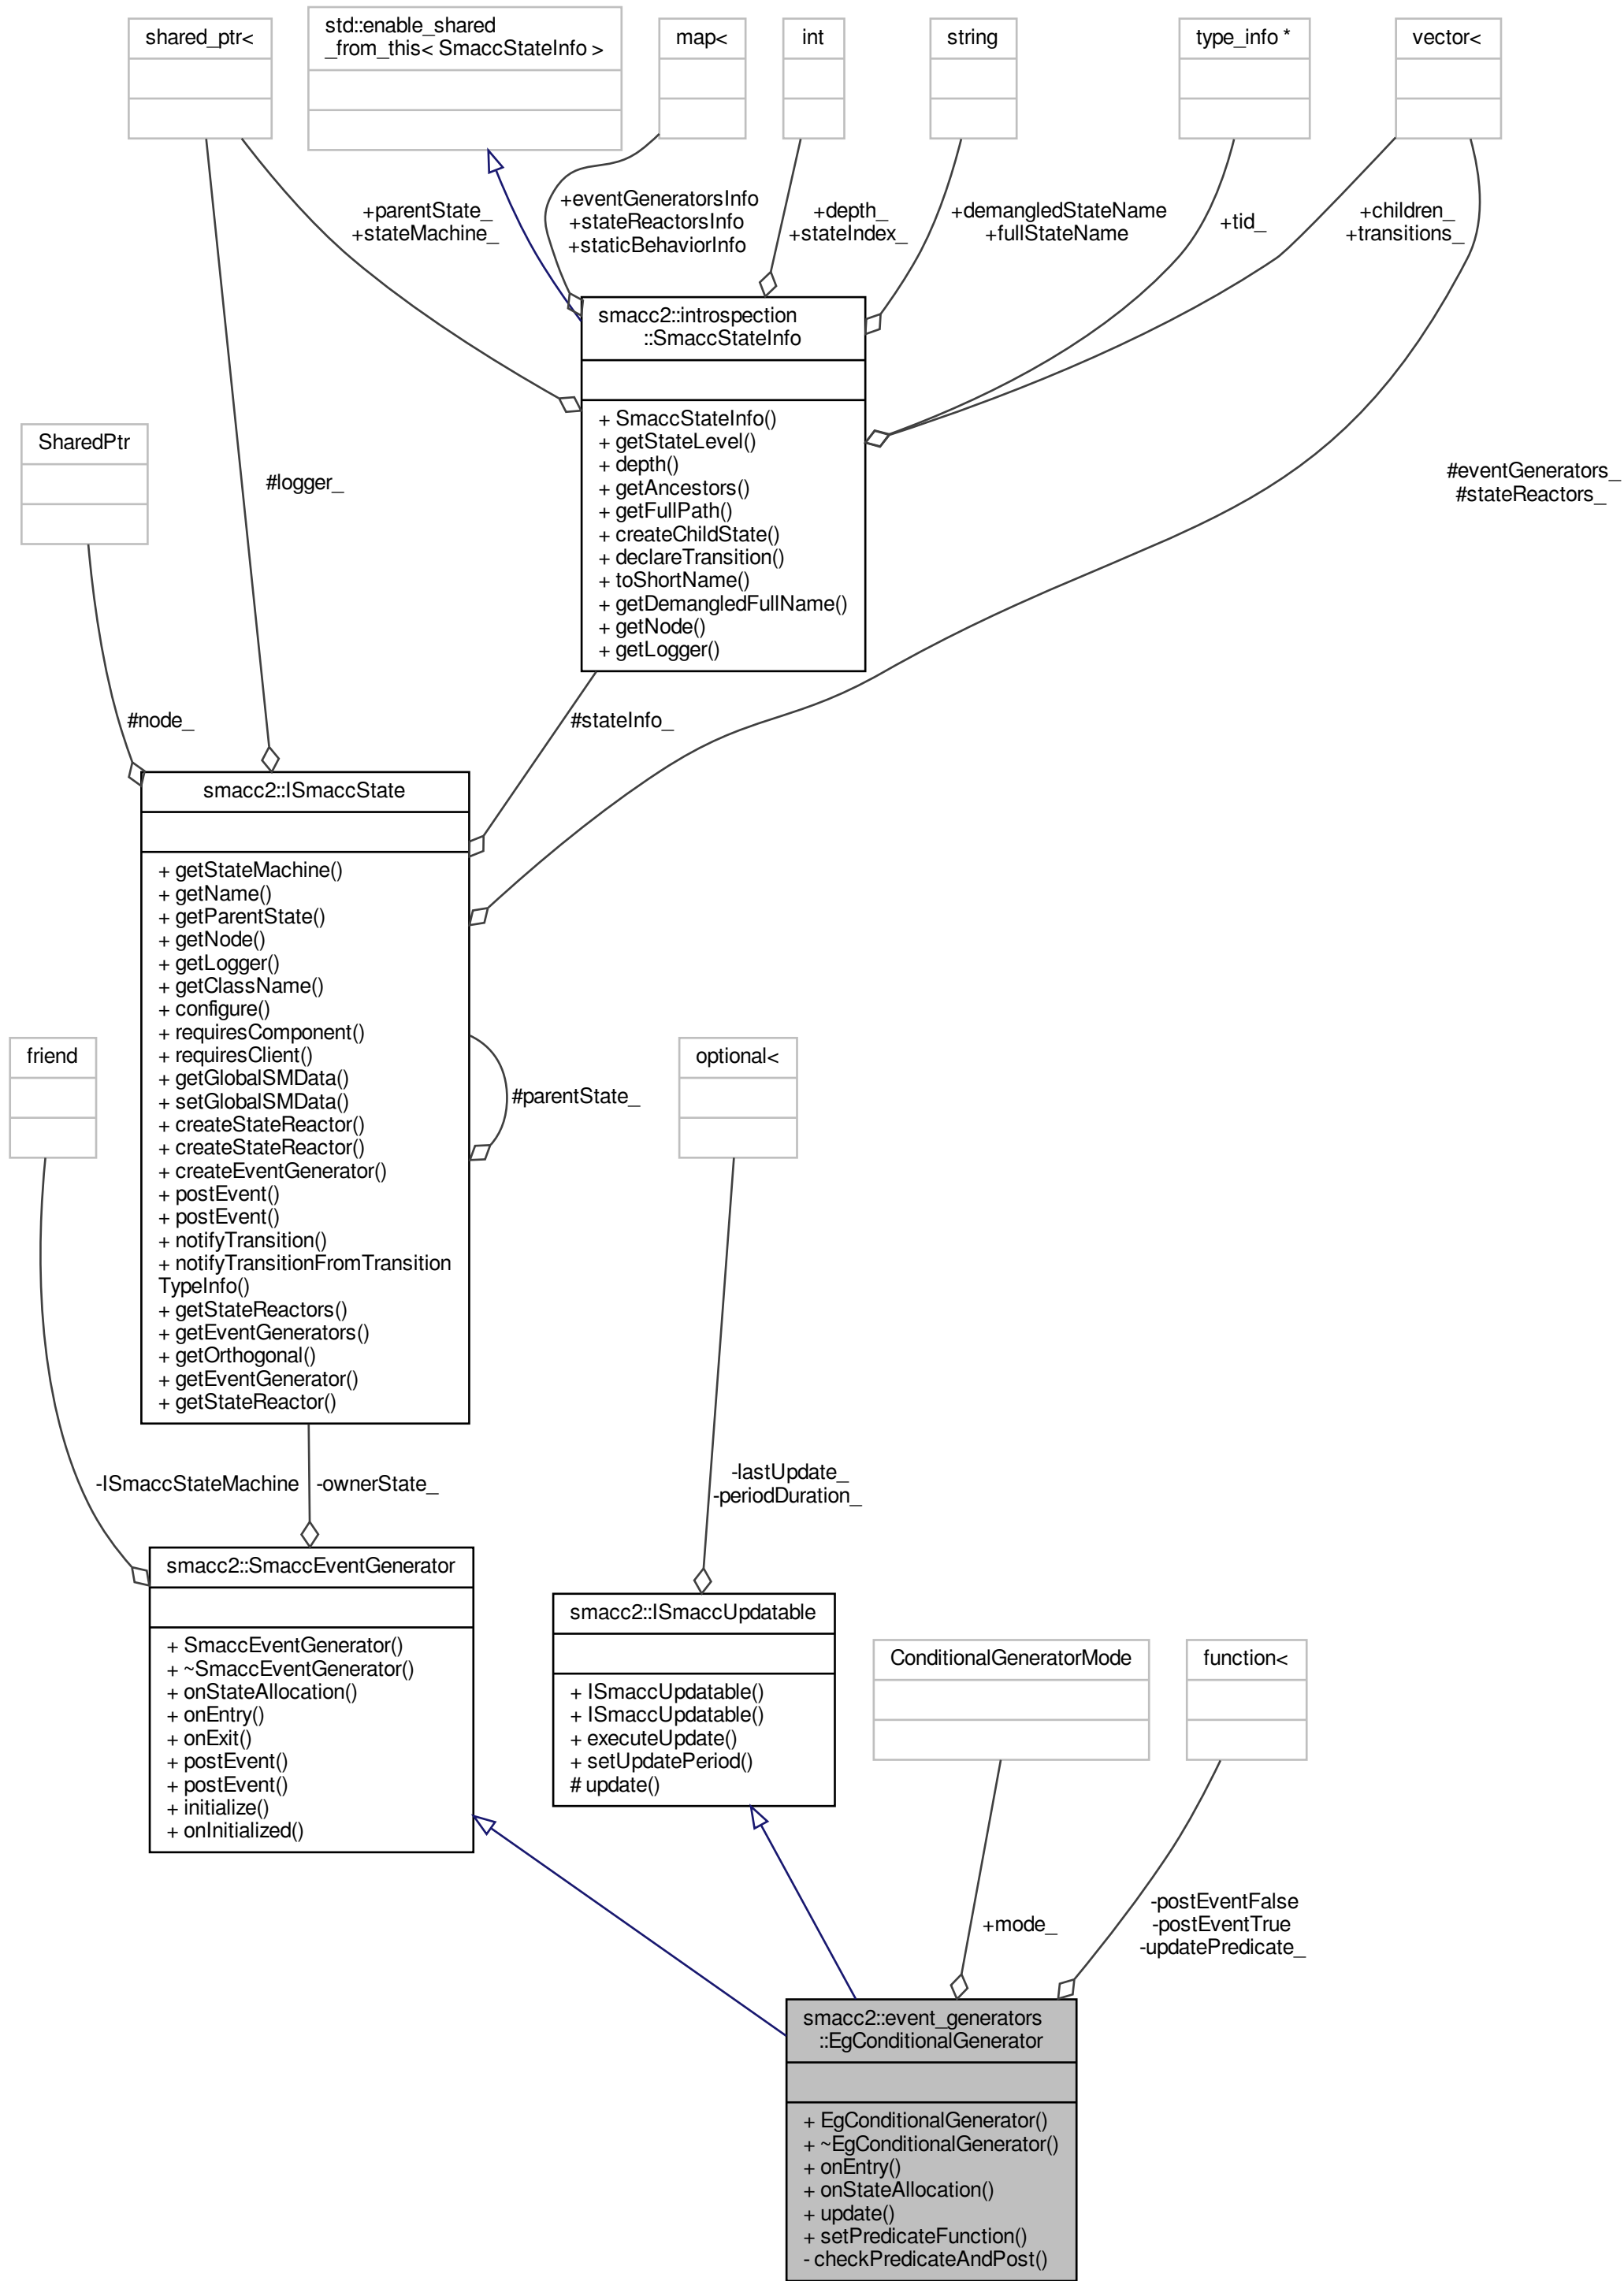 shared_ptr<
std::enable_shared
_from_this< SmaccStateInfo >
map<
int
string
type_info *
vector<
+parentState_
+stateMachine_
+eventGeneratorsInfo
+stateReactorsInfo
+staticBehaviorInfo
+depth_
+stateIndex_
+demangledStateName
+fullStateName
+tid_
+children_
+transitions_
smacc2::introspection
::SmaccStateInfo
+ SmaccStateInfo()
+ getStateLevel()
+ depth()
+ getAncestors()
+ getFullPath()
+ createChildState()
+ declareTransition()
+ toShortName()
+ getDemangledFullName()
+ getNode()
+ getLogger()
SharedPtr
#logger_
#eventGenerators_
#stateReactors_
#node_
#stateInfo_
smacc2::ISmaccState
+ getStateMachine()
+ getName()
+ getParentState()
+ getNode()
+ getLogger()
+ getClassName()
+ configure()
+ requiresComponent()
+ requiresClient()
+ getGlobalSMData()
+ setGlobalSMData()
+ createStateReactor()
+ createStateReactor()
+ createEventGenerator()
+ postEvent()
+ postEvent()
+ notifyTransition()
+ notifyTransitionFromTransition
TypeInfo()
+ getStateReactors()
+ getEventGenerators()
+ getOrthogonal()
+ getEventGenerator()
+ getStateReactor()
#parentState_
friend
optional<
-ISmaccStateMachine
-ownerState_
-lastUpdate_
-periodDuration_
smacc2::SmaccEventGenerator
+ SmaccEventGenerator()
+ ~SmaccEventGenerator()
+ onStateAllocation()
+ onEntry()
+ onExit()
+ postEvent()
+ postEvent()
+ initialize()
+ onInitialized()
smacc2::ISmaccUpdatable
+ ISmaccUpdatable()
+ ISmaccUpdatable()
+ executeUpdate()
+ setUpdatePeriod()
# update()
ConditionalGeneratorMode
function<
+mode_
-postEventFalse
-postEventTrue
-updatePredicate_
smacc2::event_generators
::EgConditionalGenerator
+ EgConditionalGenerator()
+ ~EgConditionalGenerator()
+ onEntry()
+ onStateAllocation()
+ update()
+ setPredicateFunction()
- checkPredicateAndPost()